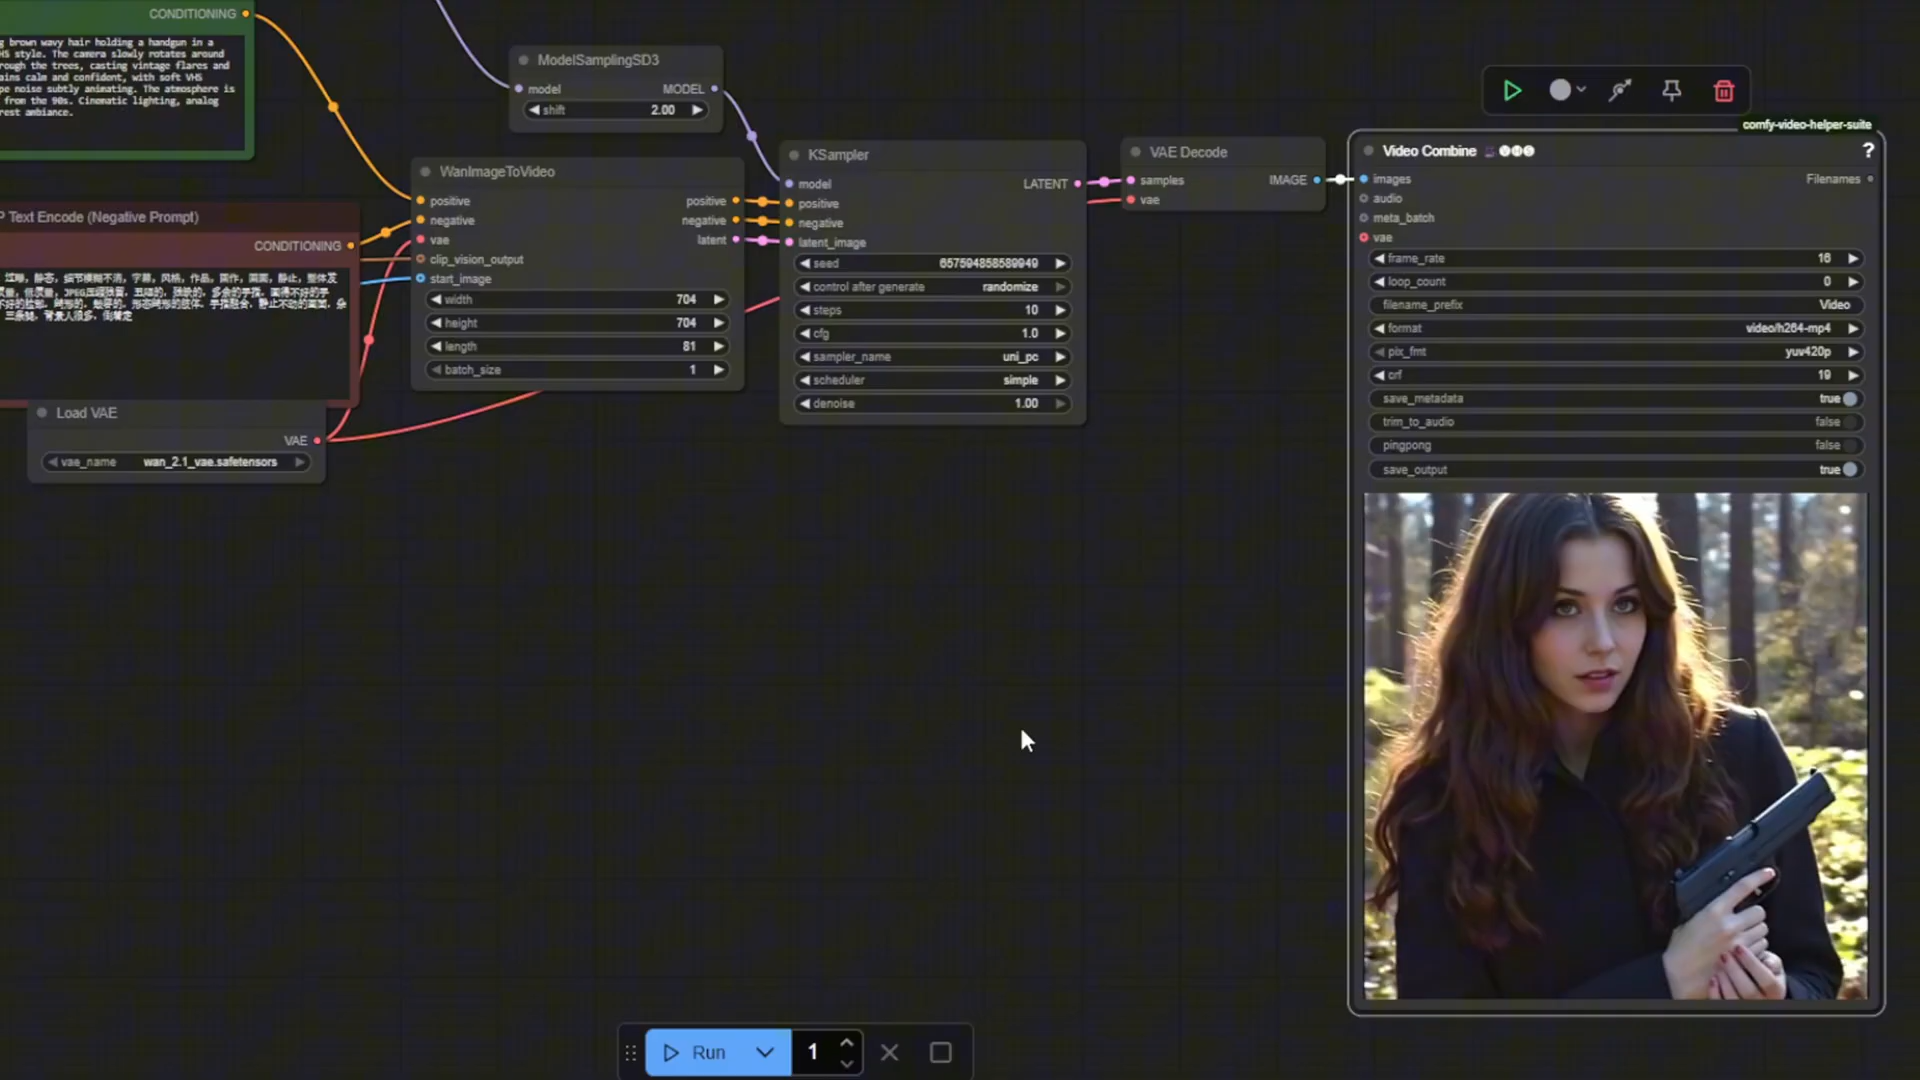 CONDITIONING
g brown wavy hair holding a handgun in a
HS style. The camera slowly rotates around
rough the trees, casting vintage flares and
ains calm and confident, with soft VHS
pe noise subtly animating. The atmosphere is
from the 90s. Cinematic lighting, analog
rest ambiance.
P Text Encode (Negative Prompt)
CONDITIONING
Load VAE
VAE
vae_name wan_2.1_vae.safetensors
ModelSamplingSD3
model MODEL
shift 2.00
WanImageToVideo
positive positive
negative negative
vae latent
clip_vision_output
start_image
width 704
height 704
length 81
batch_size 1
KSampler
model LATENT
positive
negative
latent_image
seed 657594858589949
control after generate randomize
steps 10
cfg 1.0
sampler_name uni_pc
scheduler simple
denoise 1.00
VAE Decode
samples IMAGE
vae
comfy-video-helper-suite
Video Combine VHS ?
images Filenames
audio
meta_batch
vae
frame_rate 16
loop_count 0
filename_prefix Video
format video/h264-mp4
pix_fmt yuv420p
crf 19
save_metadata true
trim_to_audio false
pingpong false
save_output true
Run 1